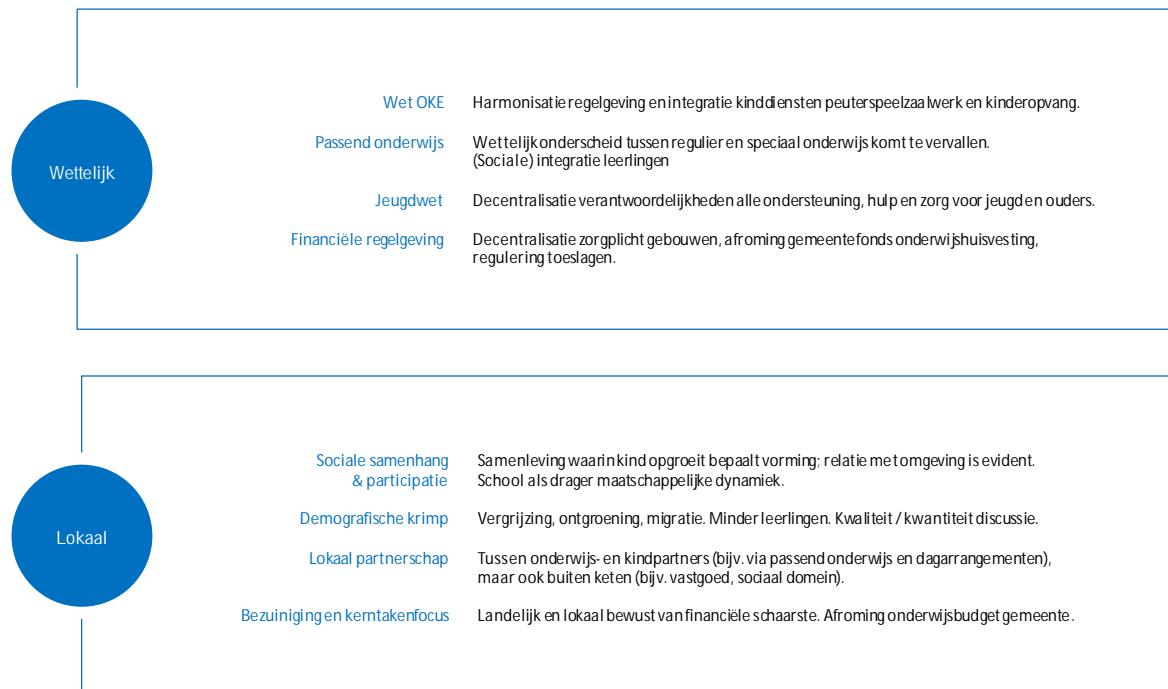 Wettelijk
Wet OKE Harmonisatie regelgeving en integratie kinddiensten peuterspeelzaalwerk en kinderopvang.
Passend onderwijs Wettelijk onderscheid tussen regulier en speciaal onderwijs komt te vervallen.
(Sociale) integratie leerlingen
Jeugdwet Decentralisatie verantwoordelijkheden alle ondersteuning, hulp en zorg voor jeugd en ouders.
Financiële regelgeving Decentralisatie zorgplicht gebouwen, afroming gemeentefonds onderwijshuisvesting,
regulering toeslagen.
Lokaal
Sociale samenhang Samenleving waarin kind opgroeit bepaalt vorming; relatie met omgeving is evident.
& participatie School als drager maatschappelijke dynamiek.
Demografische krimp Vergrijzing, ontgroening, migratie. Minder leerlingen. Kwaliteit / kwantiteit discussie.
Lokaal partnerschap Tussen onderwijs- en kindpartners (bijv. via passend onderwijs en dagarrangementen),
maar ook buiten keten (bijv. vastgoed, sociaal domein).
Bezuiniging en kerntakenfocus Landelijk en lokaal bewust van financiële schaarste. Afroming onderwijsbudget gemeente.